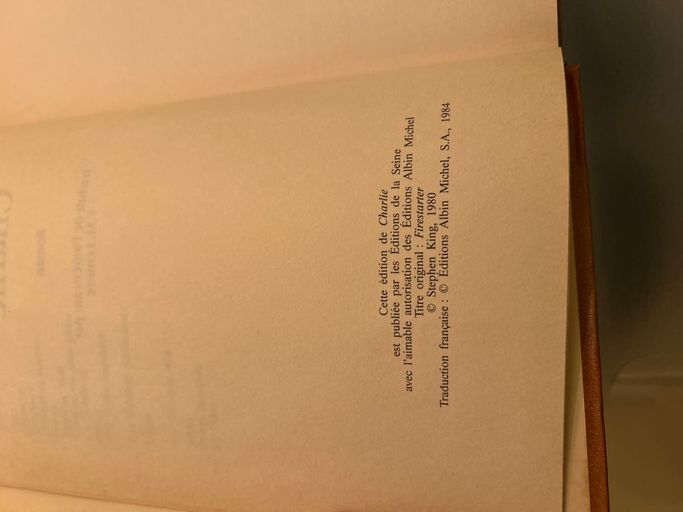 Cette édition de Charlie
est publiée par les Éditions de la Seine
avec l'aimable autorisation des Éditions Albin Michel
Titre original : Firestarter
© Stephen King, 1980
Traduction française : © Éditions Albin Michel, S.A., 1984